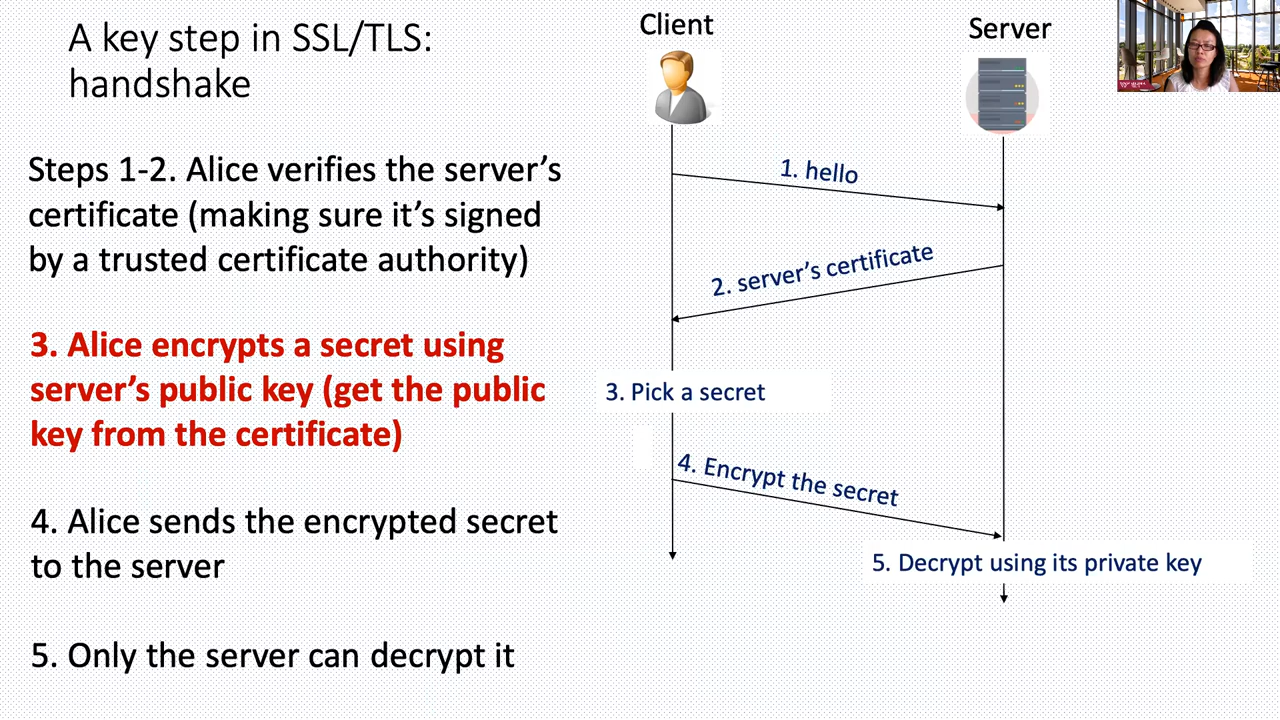 A key step in SSL/TLS:
handshake
Steps 1-2. Alice verifies the server's
certificate (making sure it's signed
by a trusted certificate authority)
3. Alice encrypts a secret using
server's public key (get the public
key from the certificate)
4. Alice sends the encrypted secret
to the server
5. Only the server can decrypt it
Client
Server
1. hello
2. server's certificate
3. Pick a secret
4. Encrypt the secret
5. Decrypt using its private key